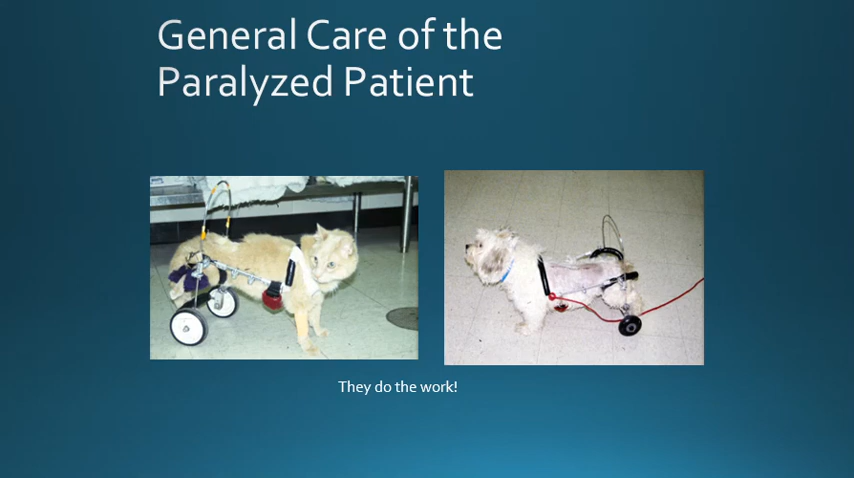 General Care of the
Paralyzed Patient
They do the work!